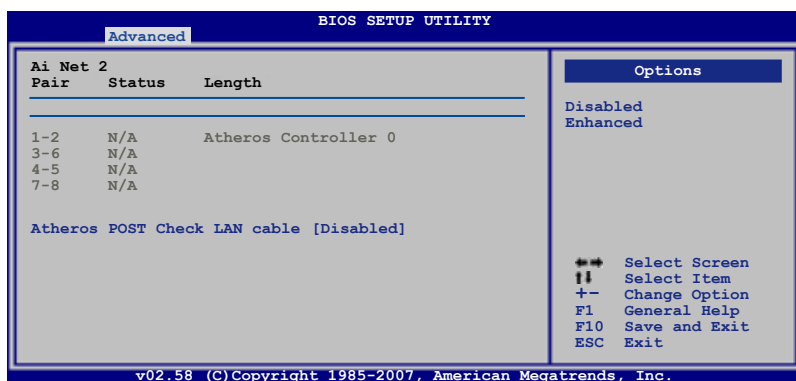 BIOS SETUP UTILITY
Advanced
Ai Net 2
Pair Status Length
1-2 N/A Atheros Controller 0
3-6 N/A
4-5 N/A
7-8 N/A
Atheros POST Check LAN cable [Disabled]
Options
Disabled
Enhanced
←→ Select Screen
↑↓ Select Item
+- Change Option
F1 General Help
F10 Save and Exit
ESC Exit
v02.58 (C)Copyright 1985-2007, American Megatrends, Inc.